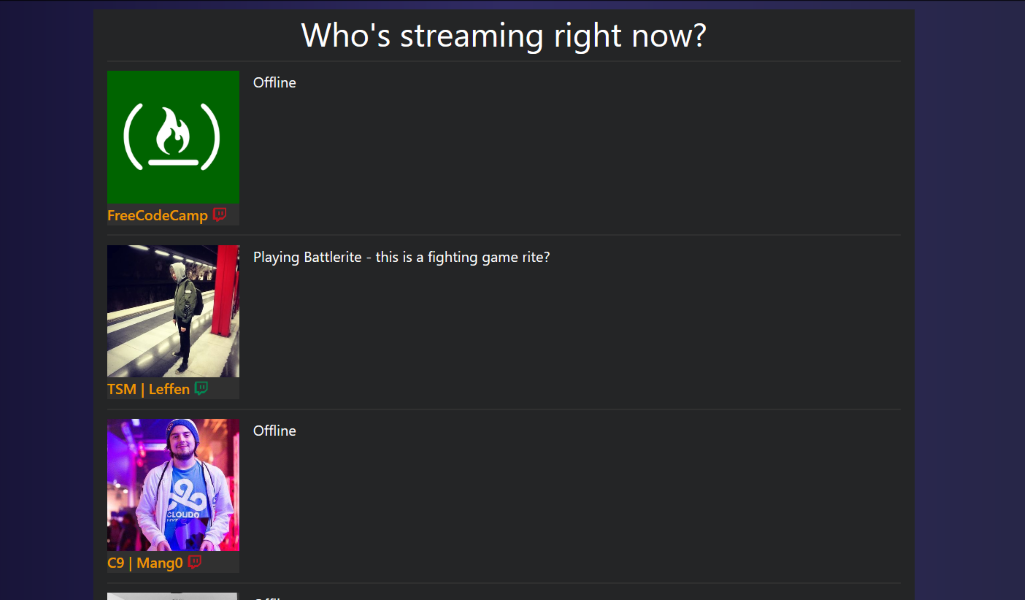 Who's streaming right now?
Offline
FreeCodeCamp
Playing Battlerite - this is a fighting game rite?
TSM | Leffen
Offline
CLOUD9
C9 | Mang0